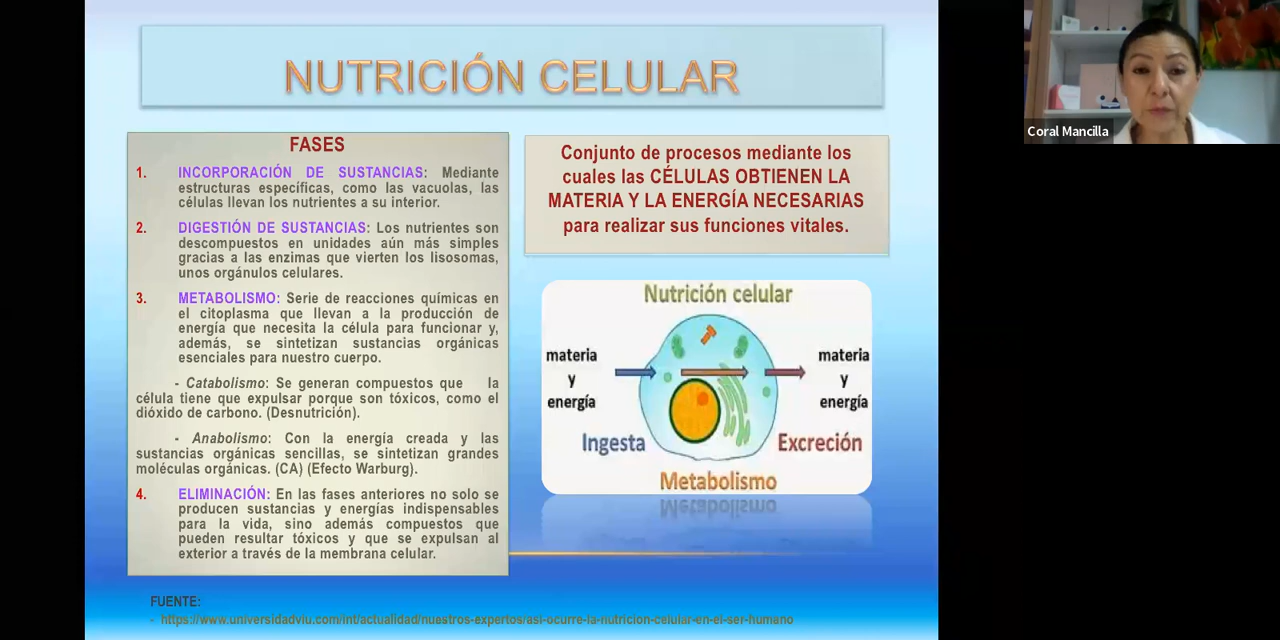 NUTRICIÓN CELULAR
FASES
1. INCORPORACIÓN DE SUSTANCIAS: Mediante
estructuras específicas, como las vacuolas, las
células llevan los nutrientes a su interior.
2. DIGESTIÓN DE SUSTANCIAS: Los nutrientes son
descompuestos en unidades aún más simples
gracias a las enzimas que vierten los lisosomas,
unos orgánulos celulares.
3. METABOLISMO: Serie de reacciones químicas en
el citoplasma que llevan a la producción de
energía que necesita la célula para funcionar y,
además, se sintetizan sustancias orgánicas
esenciales para nuestro cuerpo.
- Catabolismo: Se generan compuestos que la
célula tiene que expulsar porque son tóxicos, como el
dióxido de carbono. (Desnutrición).
- Anabolismo: Con la energía creada y las
sustancias orgánicas sencillas, se sintetizan grandes
moléculas orgánicas. (CA) (Efecto Warburg).
4. ELIMINACIÓN: En las fases anteriores no solo se
producen sustancias y energías indispensables
para la vida, sino además compuestos que
pueden resultar tóxicos y que se expulsan al
exterior a través de la membrana celular.
Conjunto de procesos mediante los
cuales las CÉLULAS OBTIENEN LA
MATERIA Y LA ENERGÍA NECESARIAS
para realizar sus funciones vitales.
Nutrición celular
materia
y
energía
Ingesta
materia
y
energía
Excreción
Metabolismo
FUENTE:
- https://www.universidadviu.com/int/actualidad/nuestros-expertos/asi-ocurre-la-nutricion-celular-en-el-ser-humano
Coral Mancilla